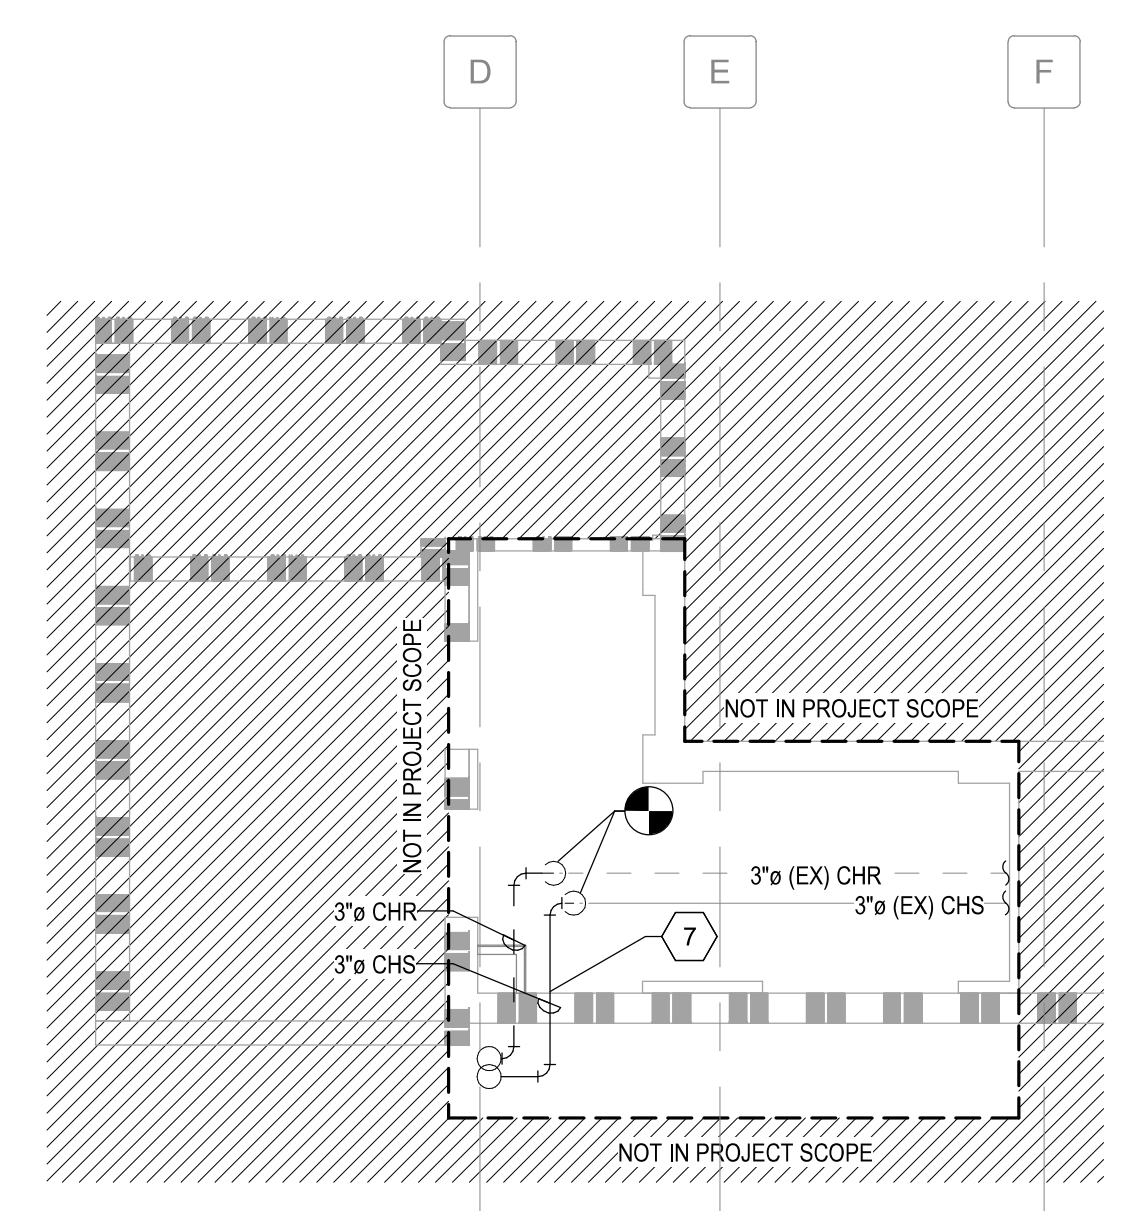 D
E
F
NOT IN PROJECT SCOPE
NOT IN PROJECT SCOPE
3"ø (EX) CHR
3"ø (EX) CHS
3"ø CHR
7
3"ø CHS
NOT IN PROJECT SCOPE